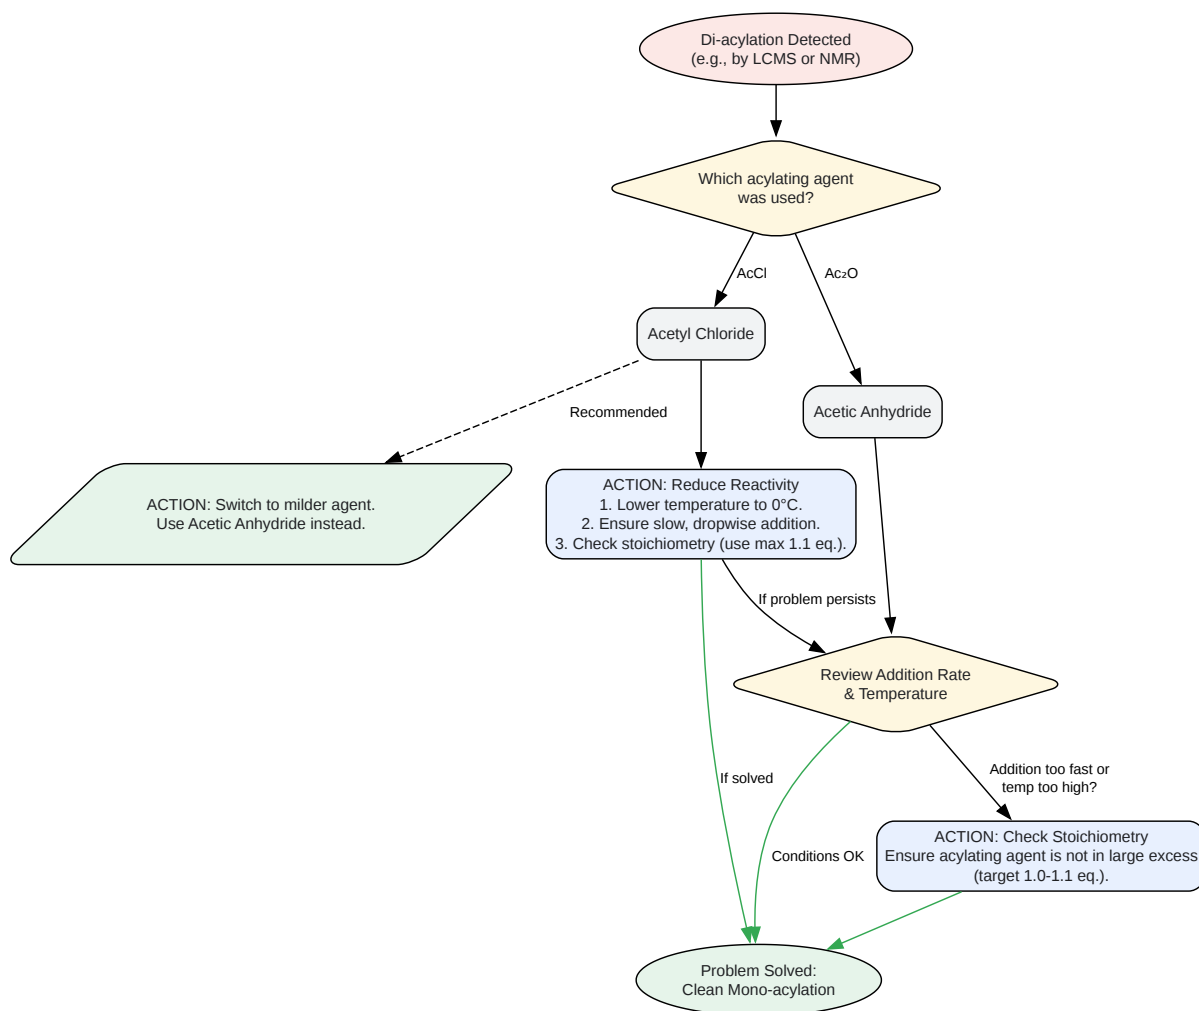 Di-acylation Detected
(e.g., by LCMS or NMR)
Which acylating agent
was used?
AcCl
Ac₂O
Acetyl Chloride
Acetic Anhydride
Recommended
ACTION: Switch to milder agent.
Use Acetic Anhydride instead.
ACTION: Reduce Reactivity
1. Lower temperature to 0°C.
2. Ensure slow, dropwise addition.
3. Check stoichiometry (use max 1.1 eq.).
If problem persists
Review Addition Rate
& Temperature
If solved
Addition too fast or
temp too high?
Conditions OK
ACTION: Check Stoichiometry
Ensure acylating agent is not in large excess
(target 1.0-1.1 eq.).
Problem Solved:
Clean Mono-acylation